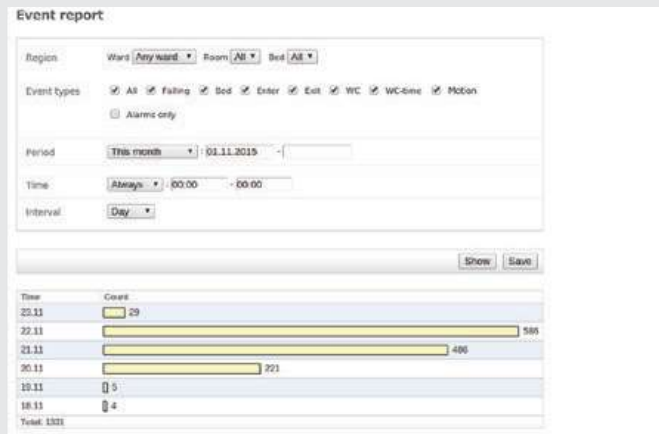 Event report
Region Ward Any ward Room All Bed All
Event types All Falling Bed Enter Exit WC WC-time Motion
Alarms only
Period This month : 01.11.2015 -
Time Always : 00:00 - 00:00
Interval Day
Show Save
Time Count
23.11 29
22.11 586
21.11 486
20.11 221
19.11 5
18.11 4
Total: 1331